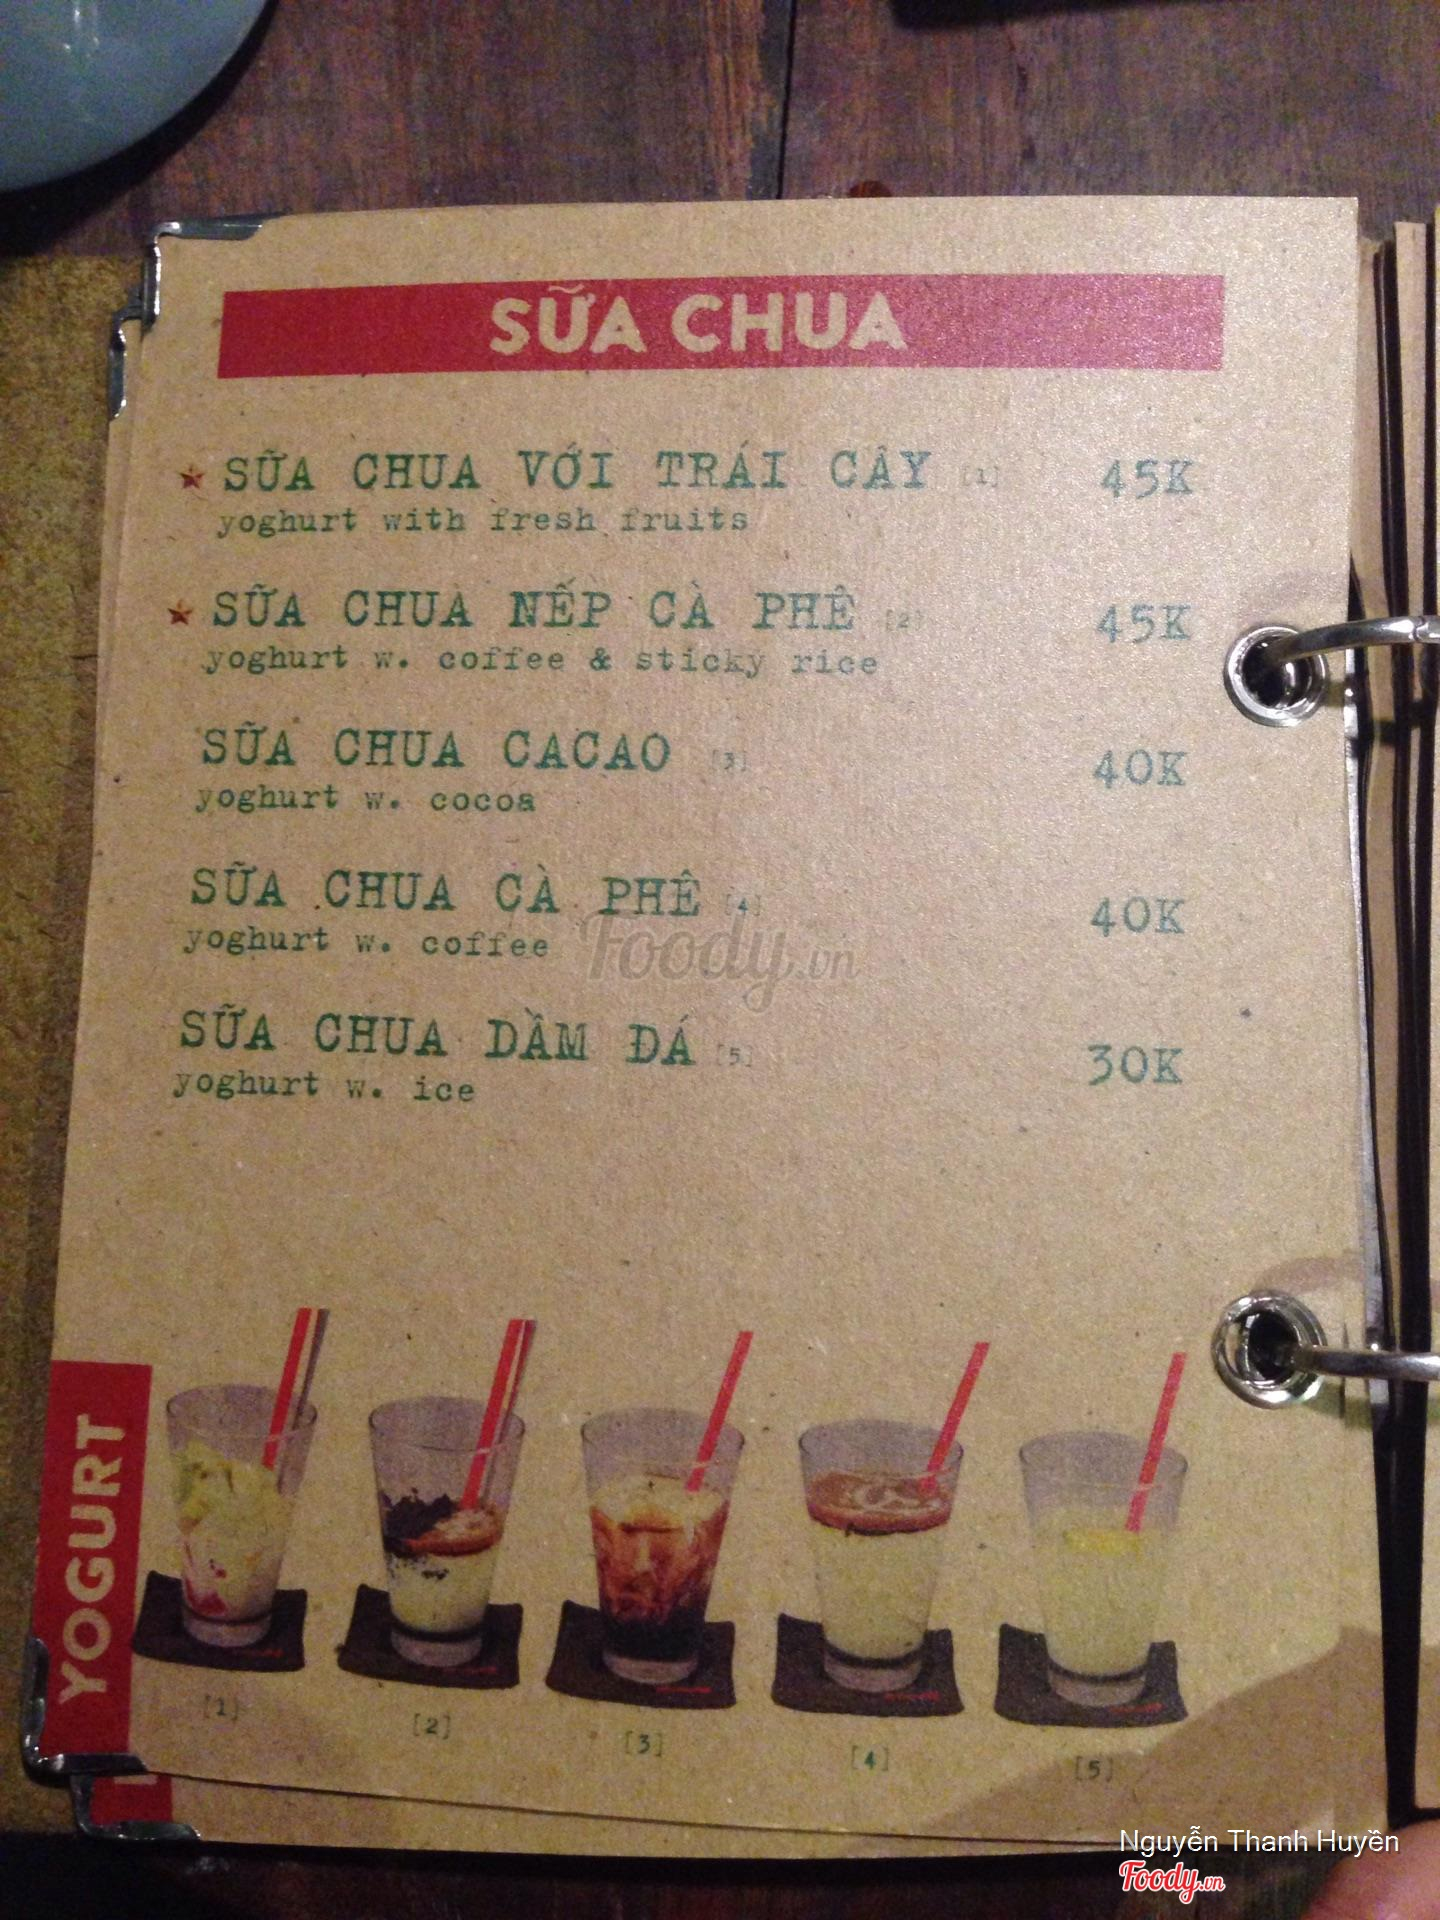 SỮA CHUA
★ SỮA CHUA VỚI TRÁI CÂY [1] 45K
yoghurt with fresh fruits
★ SỮA CHUA NẾP CÀ PHÊ [2] 45K
yoghurt w. coffee & sticky rice
SỮA CHUA CACAO [3] 40K
yoghurt w. cocoa
SỮA CHUA CÀ PHÊ [4] 40K
yoghurt w. coffee
Foody.vn
SỮA CHUA DẦM ĐÁ [5] 30K
yoghurt w. ice
YOGURT
[1] [2] [3] [4] [5]
Nguyễn Thanh Huyền
Foody.vn